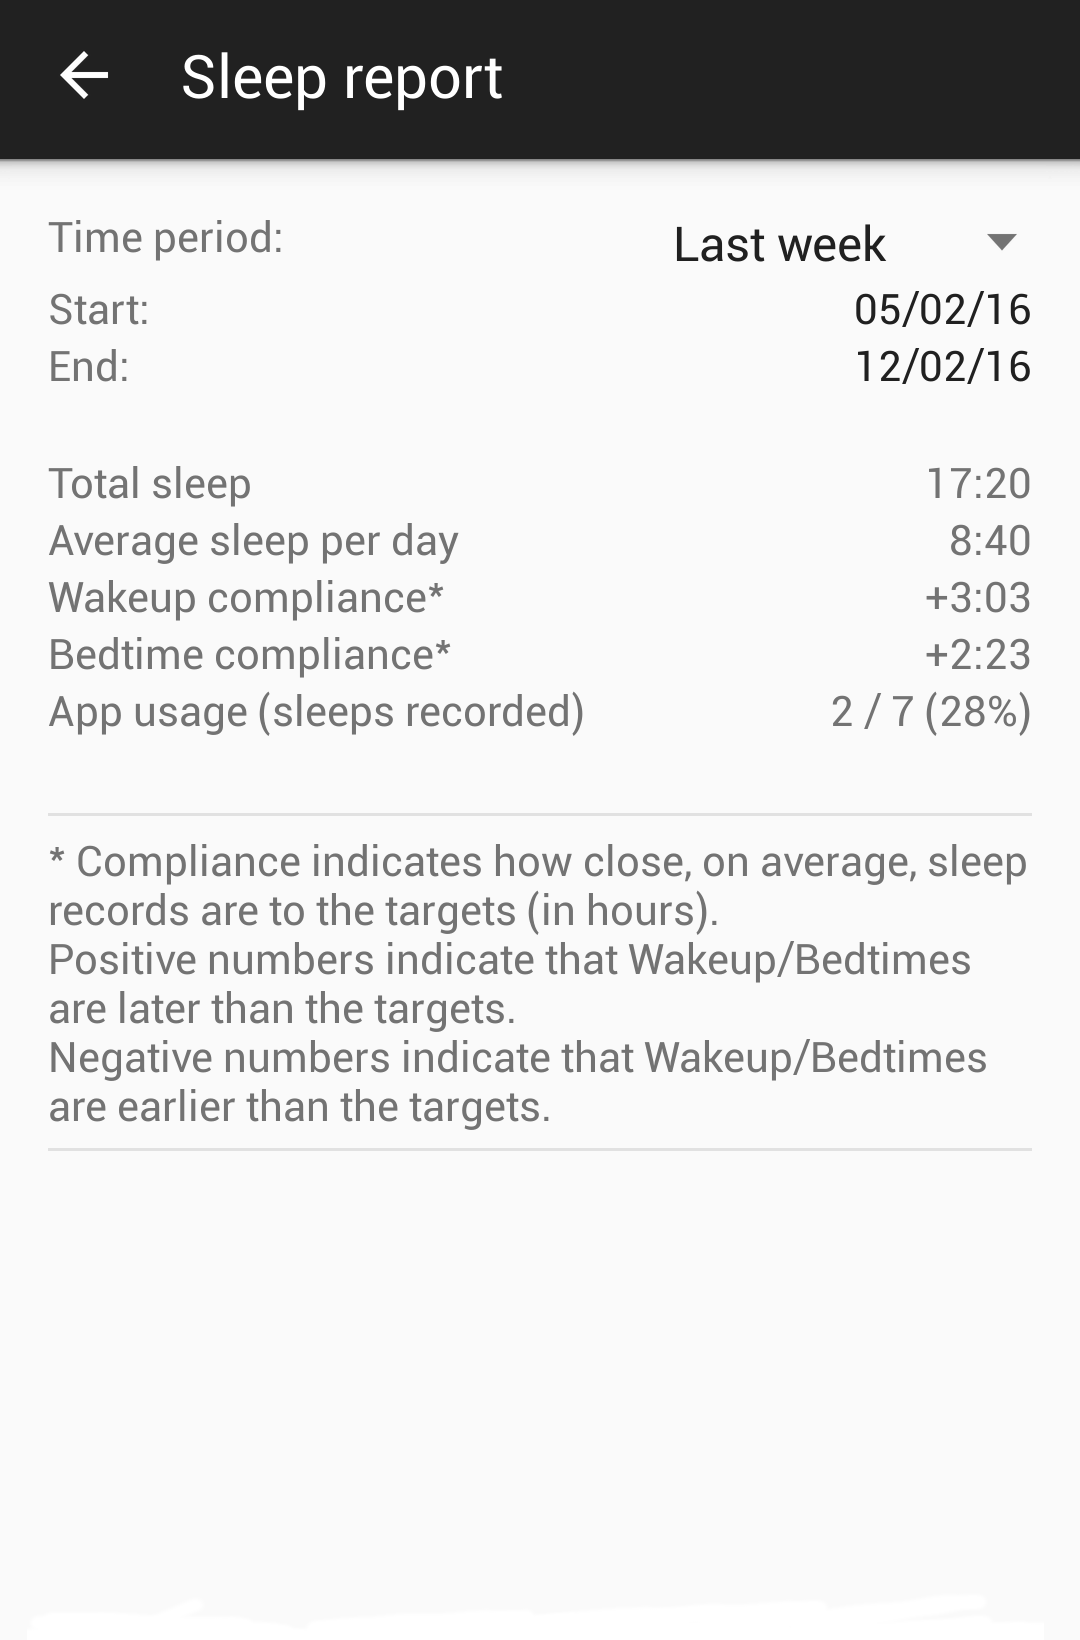 Sleep report
Time period: Last week
Start: 05/02/16
End: 12/02/16
Total sleep 17:20
Average sleep per day 8:40
Wakeup compliance* +3:03
Bedtime compliance* +2:23
App usage (sleeps recorded) 2 / 7 (28%)
* Compliance indicates how close, on average, sleep
records are to the targets (in hours).
Positive numbers indicate that Wakeup/Bedtimes
are later than the targets.
Negative numbers indicate that Wakeup/Bedtimes
are earlier than the targets.